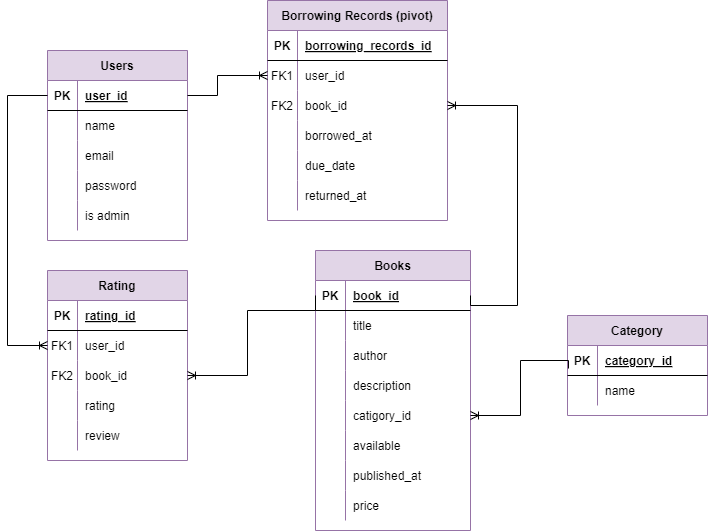 Borrowing Records (pivot)
PK borrowing_records_id
FK1 user_id
FK2 book_id
borrowed_at
due_date
returned_at
Users
PK user_id
name
email
password
is admin
Rating
PK rating_id
FK1 user_id
FK2 book_id
rating
review
Books
PK book_id
title
author
description
catigory_id
available
published_at
price
Category
PK category_id
name